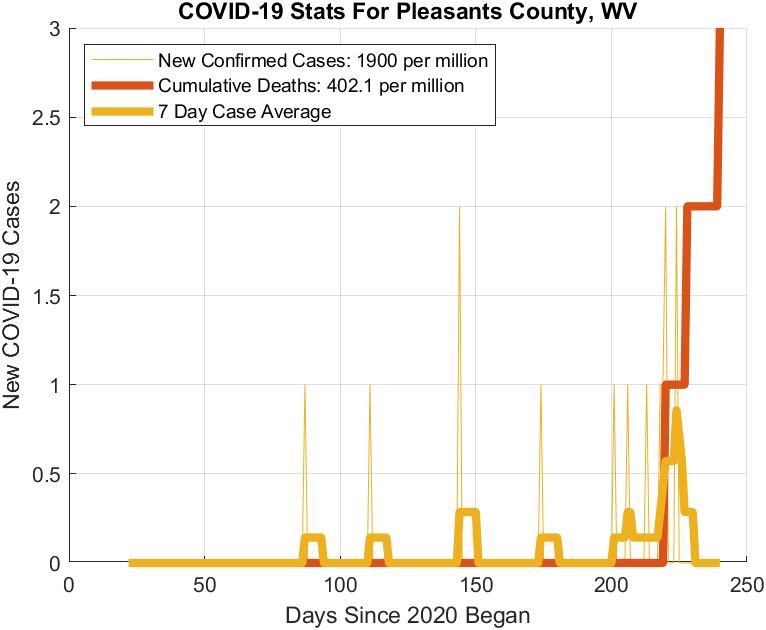 COVID-19 Stats For Pleasants County, WV
New Confirmed Cases: 1900 per million
Cumulative Deaths: 402.1 per million
7 Day Case Average
New COVID-19 Cases
3
2.5
2
1.5
1
0.5
0
0 50 100 150 200 250
Days Since 2020 Began